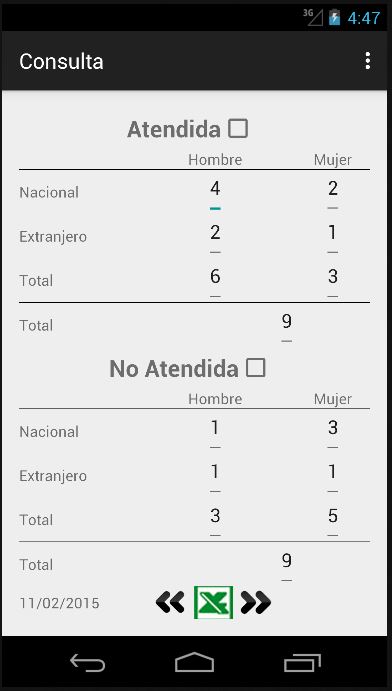 3G 4:47
Consulta
Atendida
Hombre Mujer
Nacional 4 2
Extranjero 2 1
Total 6 3
Total 9
No Atendida
Hombre Mujer
Nacional 1 3
Extranjero 1 1
Total 3 5
Total 9
11/02/2015